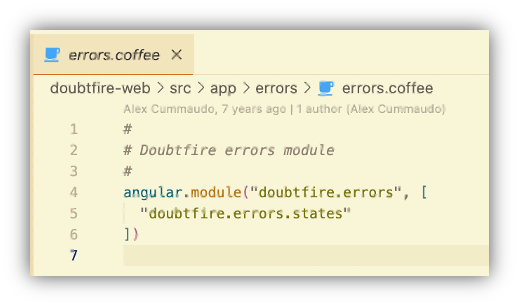 errors.coffee ×
doubtfire-web > src > app > errors > errors.coffee
Alex Cummaudo, 7 years ago | 1 author (Alex Cummaudo)
1 #
2 # Doubtfire errors module
3 #
4 angular.module("doubtfire.errors", [
5 "doubtfire.errors.states"
6 ])
7